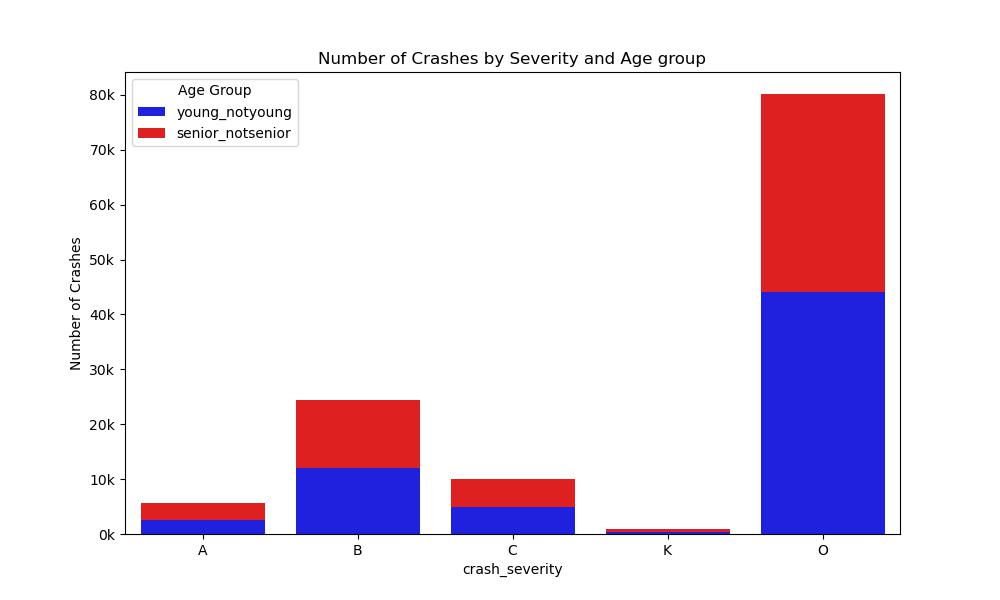 Number of Crashes by Severity and Age group
Age Group
young_notyoung
senior_notsenior
80k
70k
60k
50k
40k
30k
20k
10k
0k
Number of Crashes
A B C K O
crash_severity